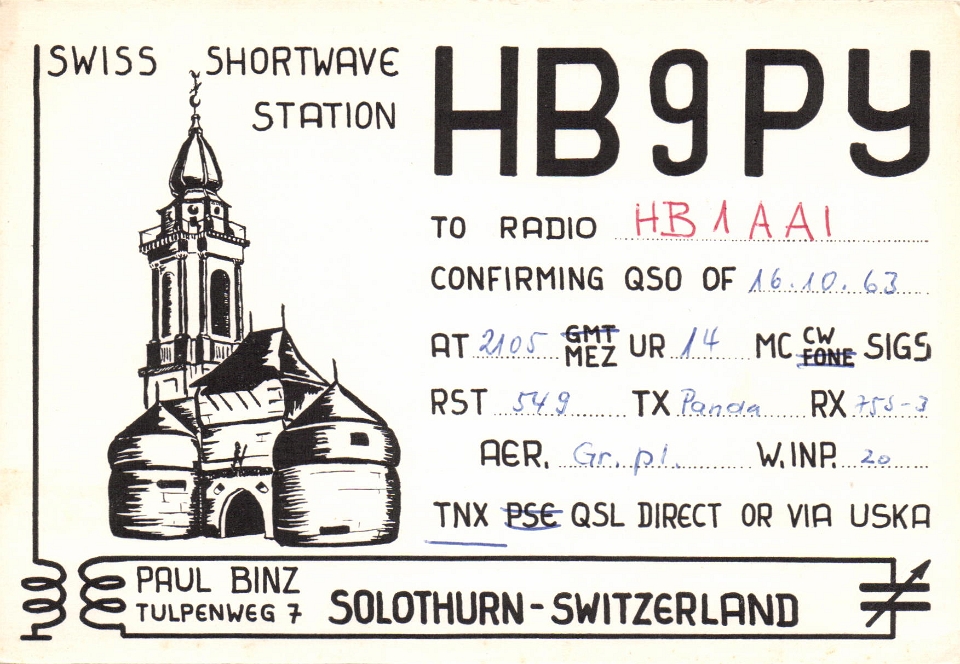 SWISS SHORTWAVE
STATION
HB9PY
TO RADIO HB1AAI
CONFIRMING QSO OF 16.10.63
AT 2105 GMT MEZ UR 14 MC CW FONE SIGS
RST 549 TX Panda RX 75S-3
AER. Gr. pl. W. INP. 20
TNX PSE QSL DIRECT OR VIA USKA
PAUL BINZ
TULPENWEG 7
SOLOTHURN - SWITZERLAND